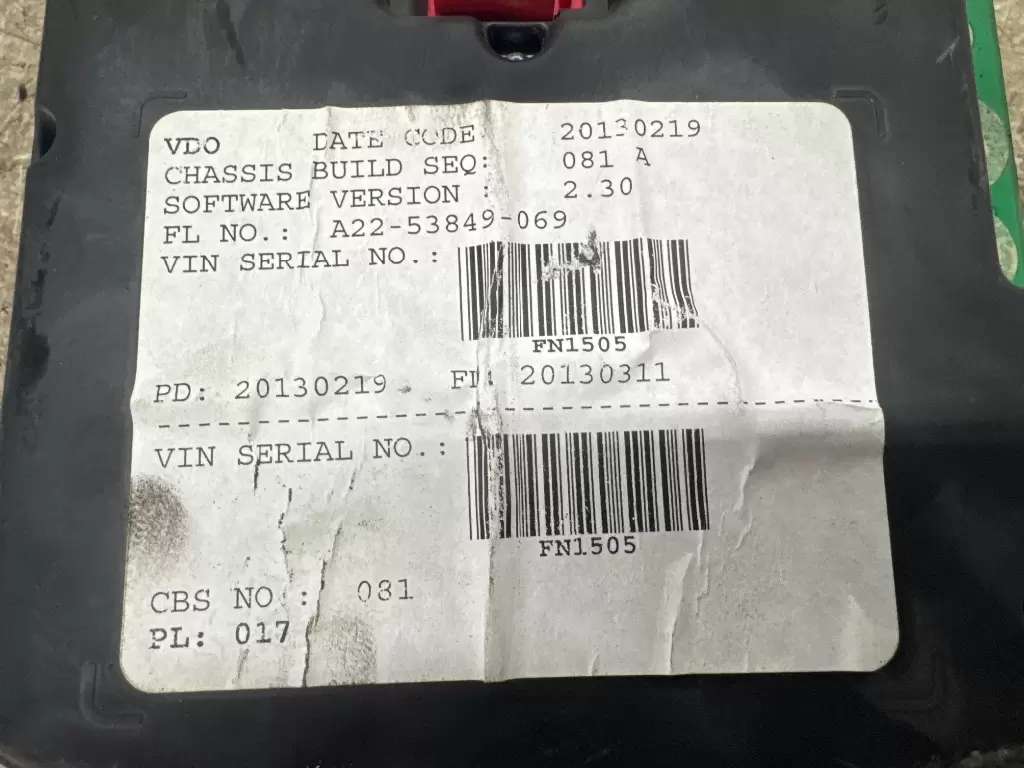 VDO DATE CODE 20130219
CHASSIS BUILD SEQ: 081 A
SOFTWARE VERSION : 2.30
FL NO.: A22-53849-069
VIN SERIAL NO.:
FN1505
PD: 20130219 FD: 20130311
VIN SERIAL NO.:
FN1505
CBS NO : 081
PL: 017